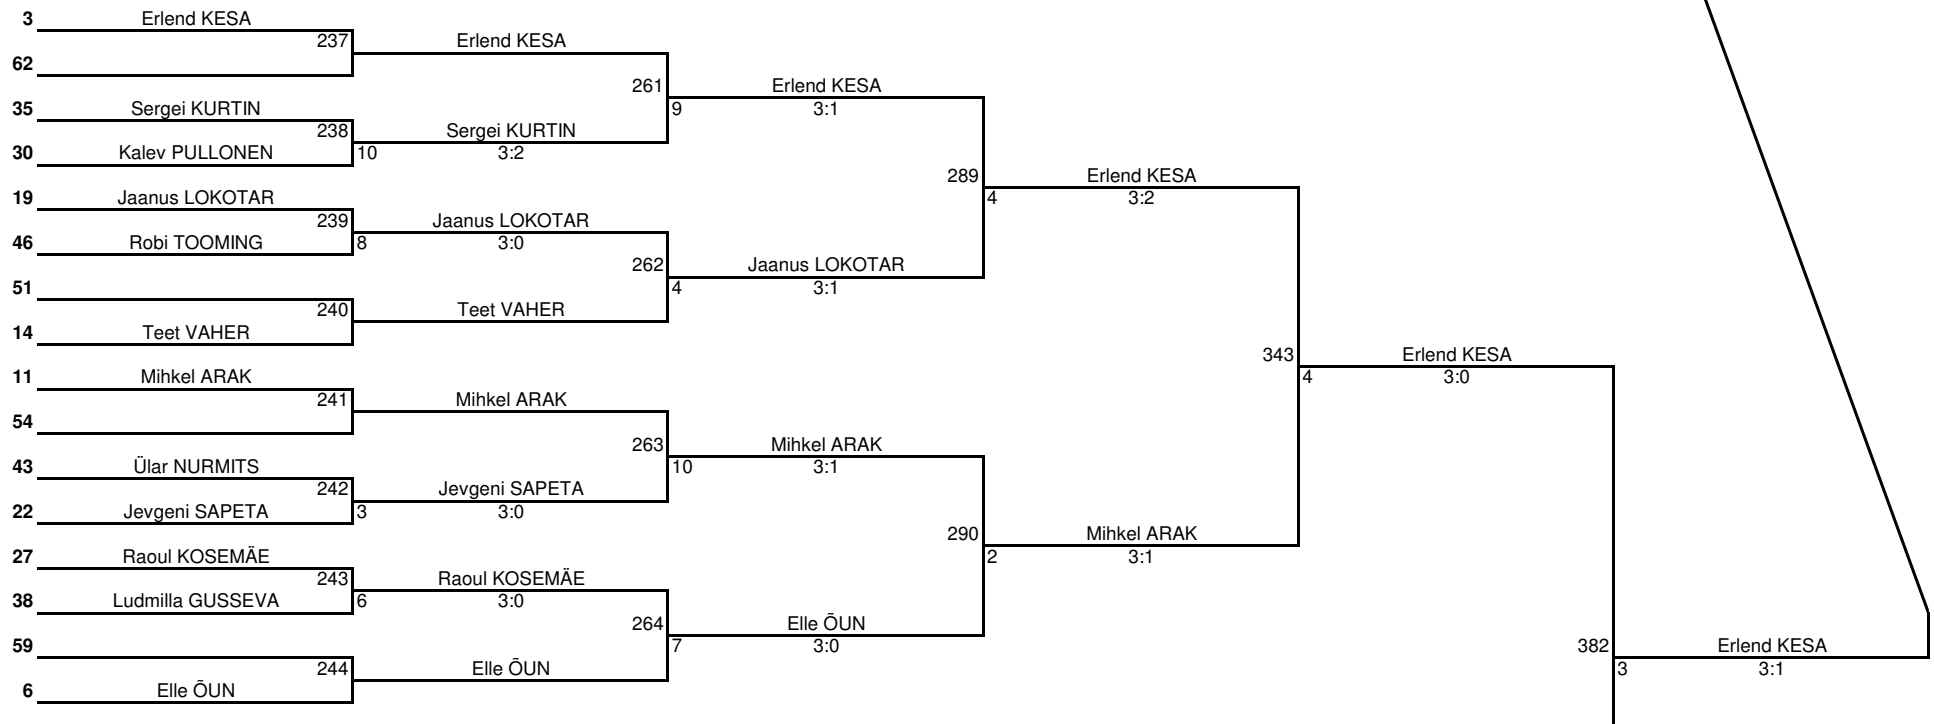 3 Erlend KESA
237 Erlend KESA
62
261 Erlend KESA
35 Sergei KURTIN
9 3:1
238 Sergei KURTIN
30 Kalev PULLONEN
10 3:2
289 Erlend KESA
19 Jaanus LOKOTAR
4 3:2
239 Jaanus LOKOTAR
46 Robi TOOMING
8 3:0
262 Jaanus LOKOTAR
51
4 3:1
240 Teet VAHER
14 Teet VAHER
343 Erlend KESA
11 Mihkel ARAK
4 3:0
241 Mihkel ARAK
54
263 Mihkel ARAK
43 Ülar NURMITS
10 3:1
242 Jevgeni SAPETA
22 Jevgeni SAPETA
3 3:0
290 Mihkel ARAK
27 Raoul KOSEMÄE
2 3:1
243 Raoul KOSEMÄE
38 Ludmilla GUSSEVA
6 3:0
264 Elle ÕUN
59
7 3:0
382 Erlend KESA
244 Elle ÕUN
3 3:1
6 Elle ÕUN